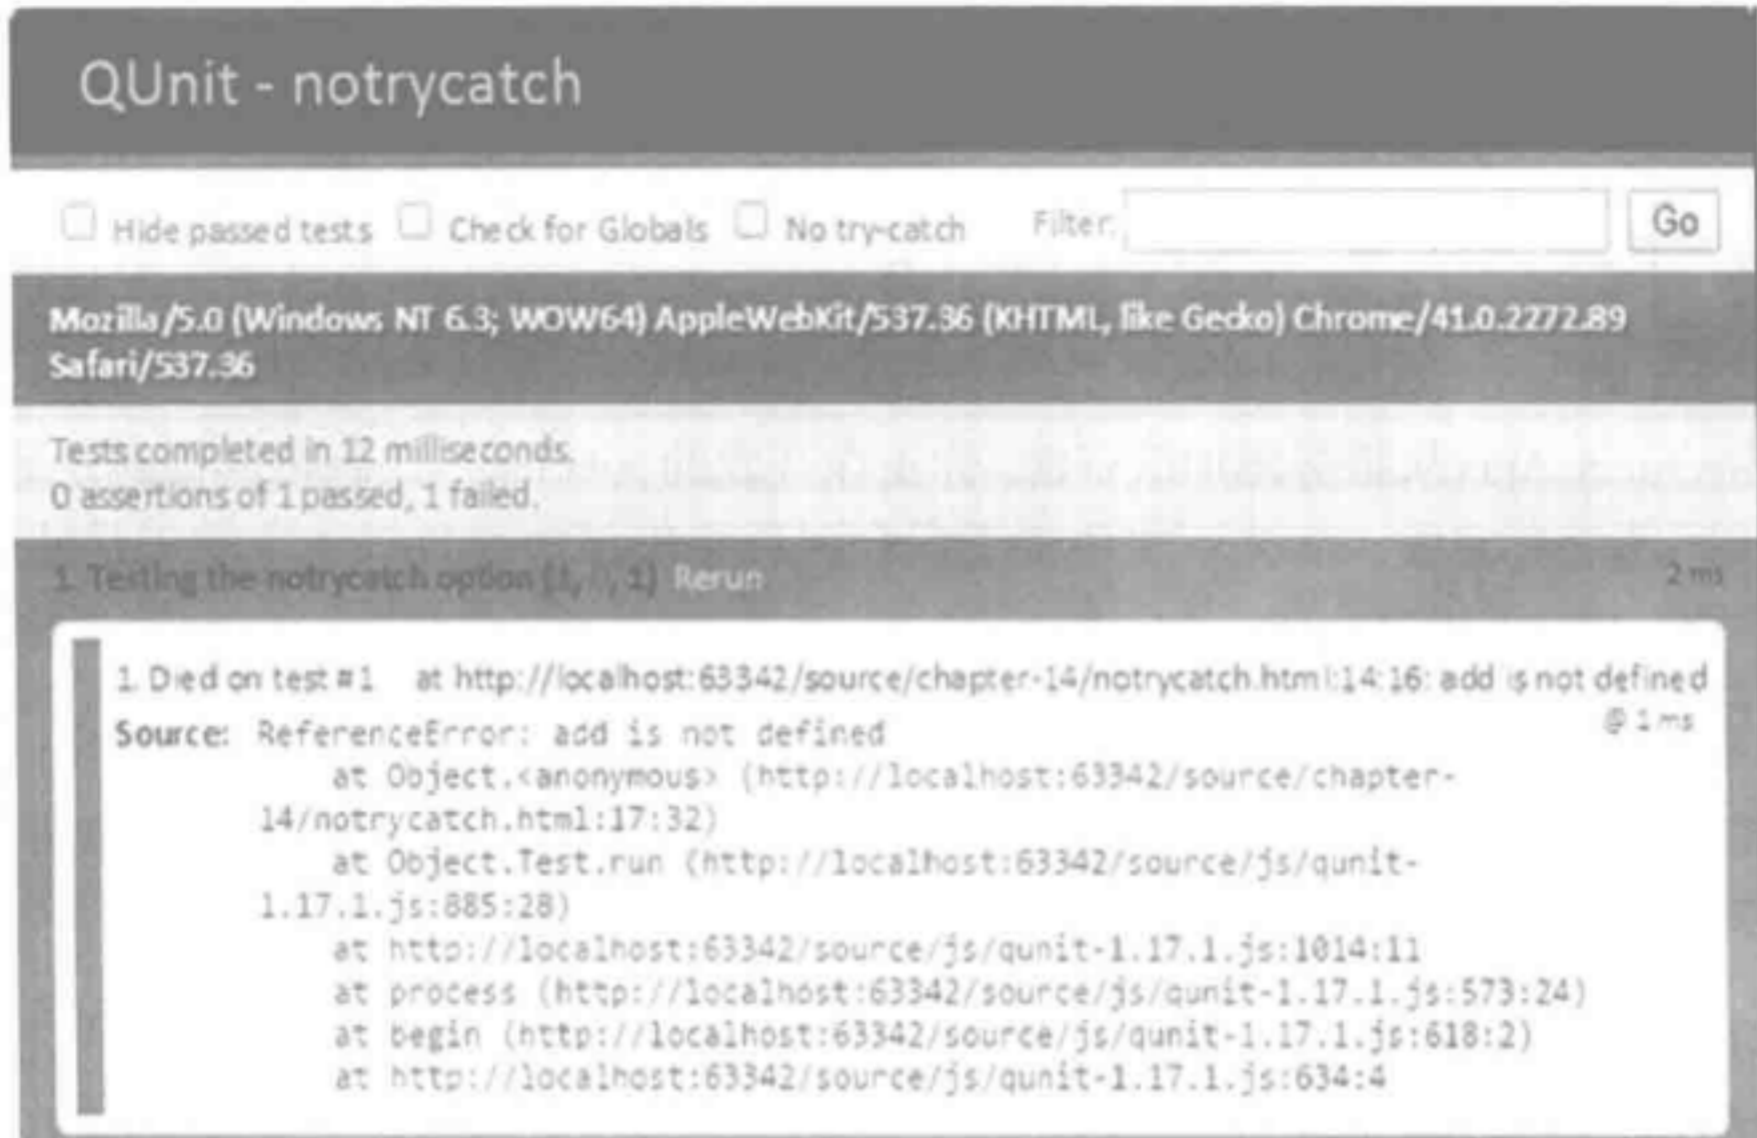 QUnit - notrycatch
Hide passed tests Check for Globals No try-catch Filter: Go
Mozilla/5.0 (Windows NT 6.3; WOW64) AppleWebKit/537.36 (KHTML, like Gecko) Chrome/41.0.2272.89
Safari/537.36
Tests completed in 12 milliseconds.
0 assertions of 1 passed, 1 failed.
1. Testing the notrycatch option (1, , 1) Rerun 2 ms
1. Died on test #1 at http://localhost:63342/source/chapter-14/notrycatch.html:14:16: add is not defined
@ 1 ms
Source: ReferenceError: add is not defined
at Object.<anonymous> (http://localhost:63342/source/chapter-
14/notrycatch.html:17:32)
at Object.Test.run (http://localhost:63342/source/js/qunit-
1.17.1.js:885:28)
at http://localhost:63342/source/js/qunit-1.17.1.js:1014:11
at process (http://localhost:63342/source/js/qunit-1.17.1.js:573:24)
at begin (http://localhost:63342/source/js/qunit-1.17.1.js:618:2)
at http://localhost:63342/source/js/qunit-1.17.1.js:634:4